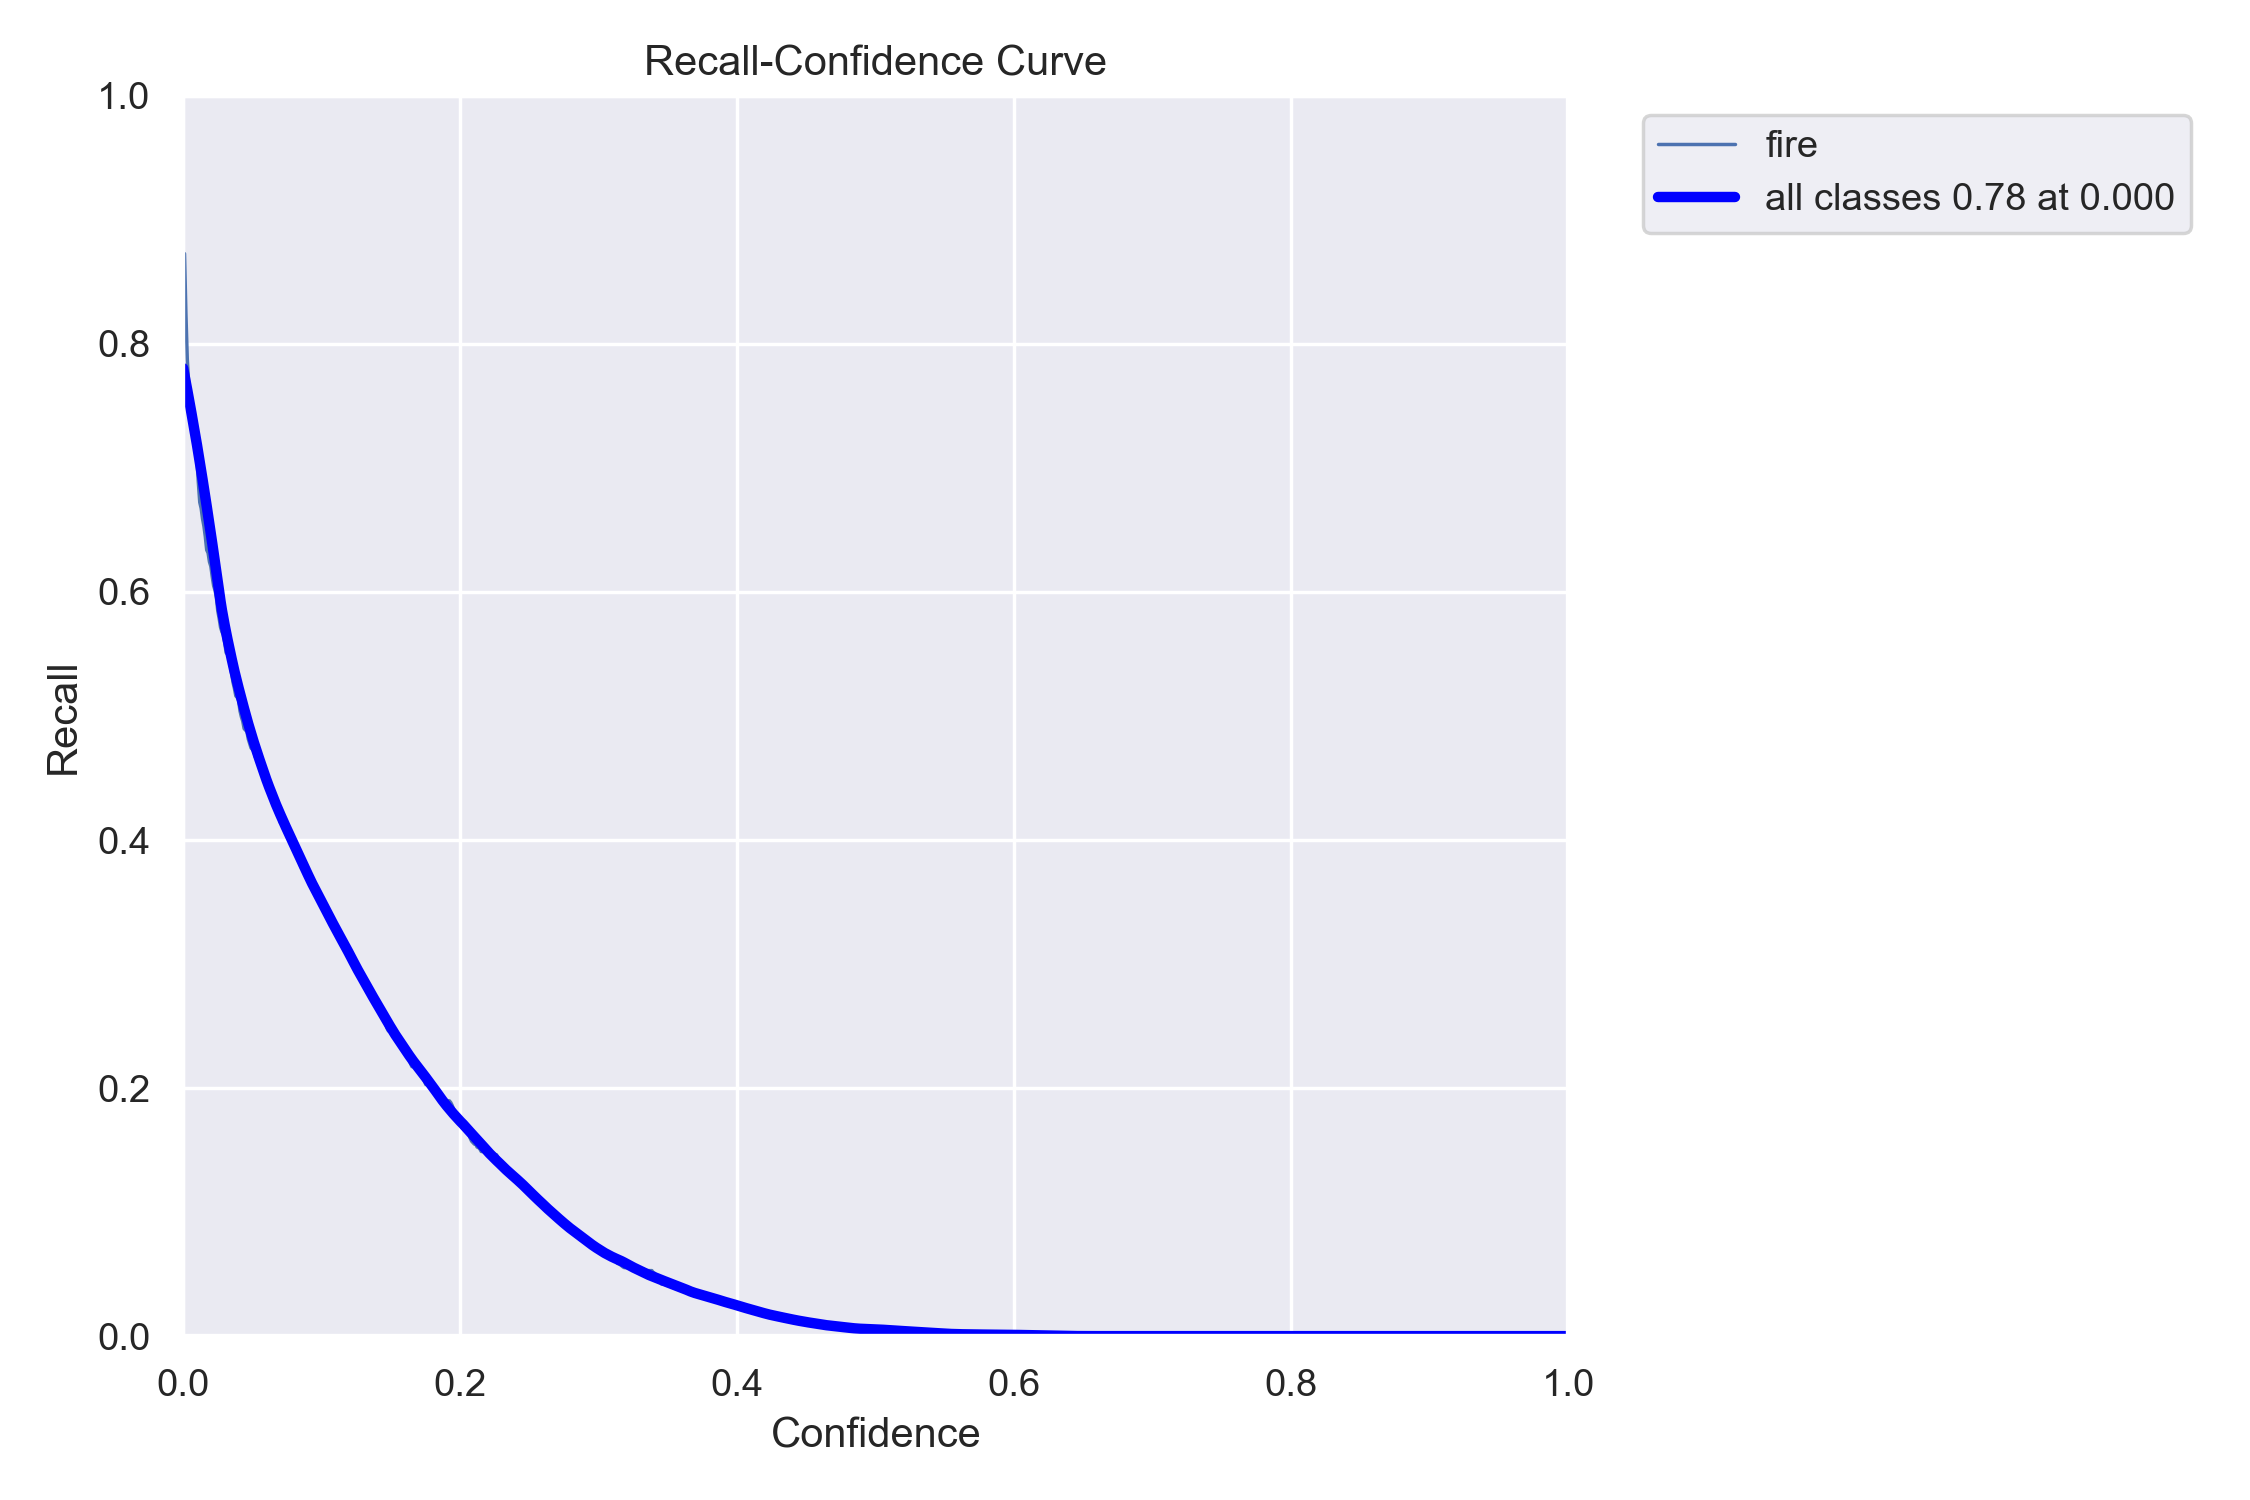 Recall-Confidence Curve
1.0
0.8
0.6
0.4
0.2
0.0
Recall
0.0 0.2 0.4 0.6 0.8 1.0
Confidence
fire
all classes 0.78 at 0.000